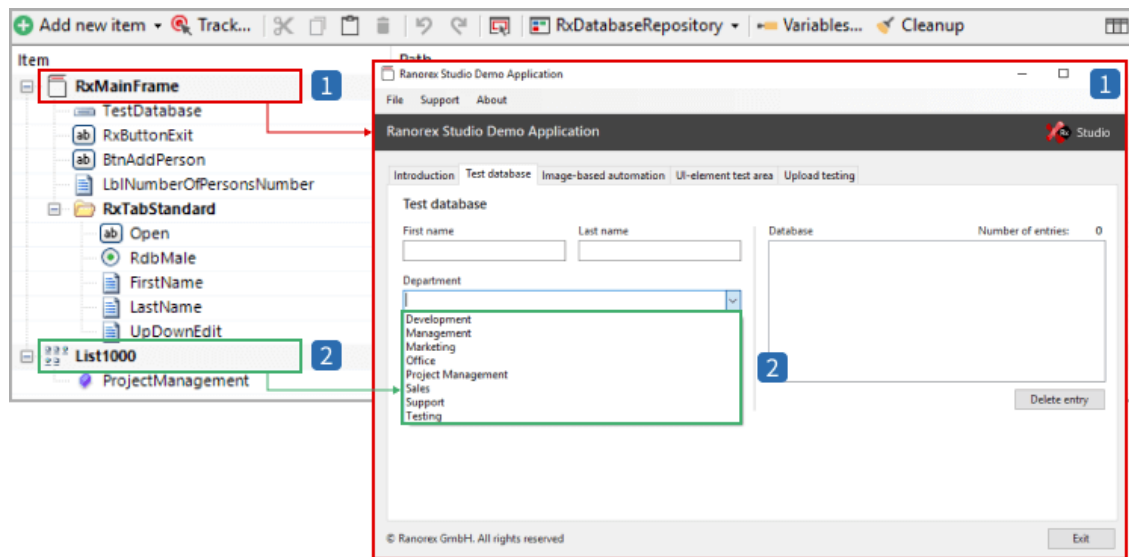 Add new item Track... RxDatabaseRepository Variables... Cleanup
Item Path
RxMainFrame 1
TestDatabase
ab RxButtonExit
ab BtnAddPerson
LblNumberOfPersonsNumber
RxTabStandard
ab Open
RdbMale
FirstName
LastName
UpDownEdit
List1000 2
ProjectManagement
Ranorex Studio Demo Application
1
File Support About
Ranorex Studio Demo Application Rx Studio
Introduction Test database Image-based automation UI-element test area Upload testing
Test database
First name Last name Database Number of entries: 0
Department
Development
Management
Marketing
Office
Project Management
Sales
Support
Testing
2
Delete entry
© Ranorex GmbH. All rights reserved Exit